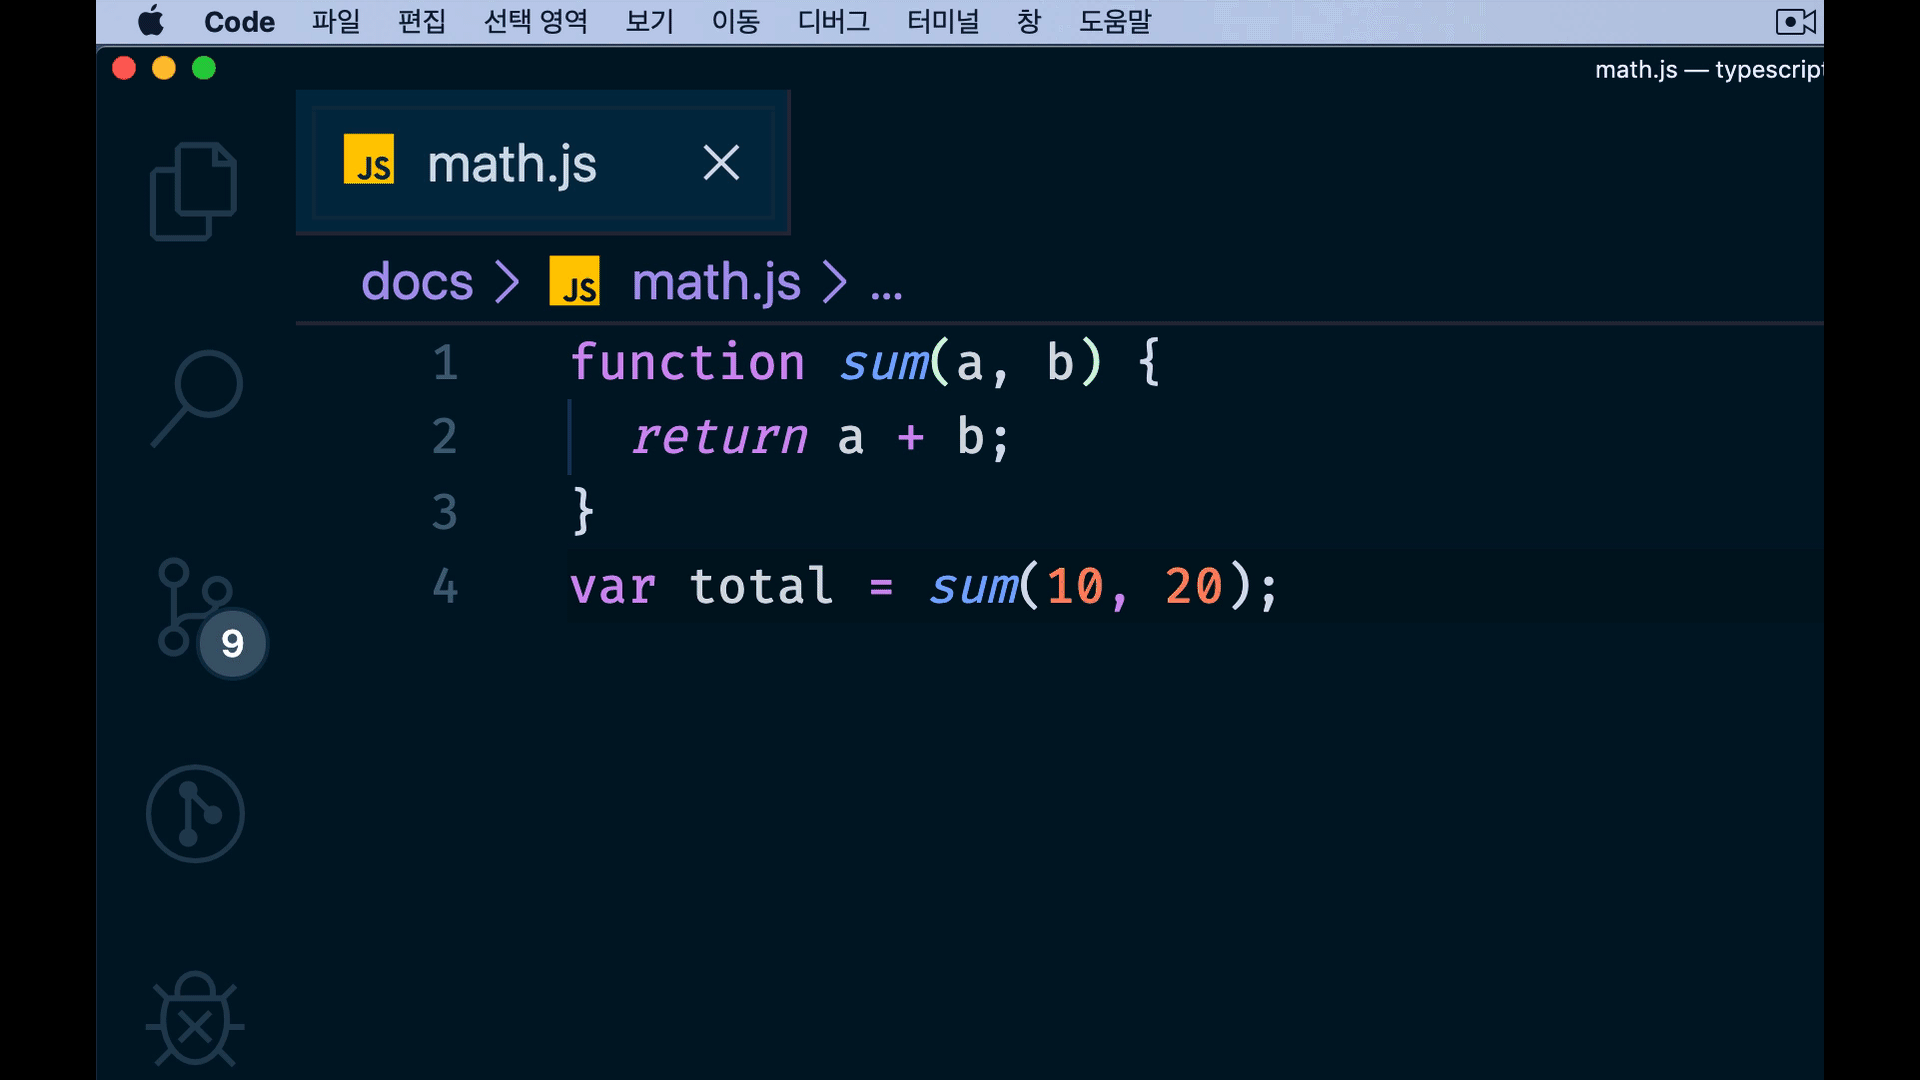 Code 파일 편집 선택 영역 보기 이동 디버그 터미널 창 도움말
math.js — typescript
JS math.js
docs > JS math.js > ...
1 function sum(a, b) {
2 return a + b;
3 }
4 var total = sum(10, 20);
9